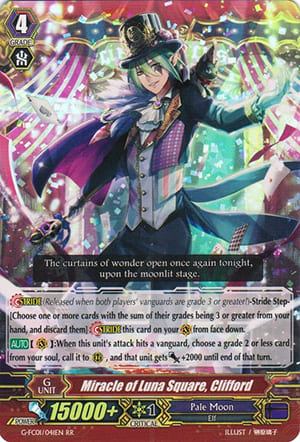 4
GRADE
The curtains of wonder open once again tonight,
upon the moonlit stage.
STRIDE (Released when both players' vanguards are grade 3 or greater!)-Stride Step-
[Choose one or more cards with the sum of their grades being 3 or greater from your
hand, and discard them] STRIDE this card on your from face down.
AUTO :When this unit's attack hits a vanguard, choose a grade 2 or less card
from your soul, call it to , and that unit gets +2000 until end of that turn.
G
UNIT
Miracle of Luna Square, Clifford
POWER
15000+
1
CRITICAL
Pale Moon
Elf
G-FC01/041EN RR
ILLUST /